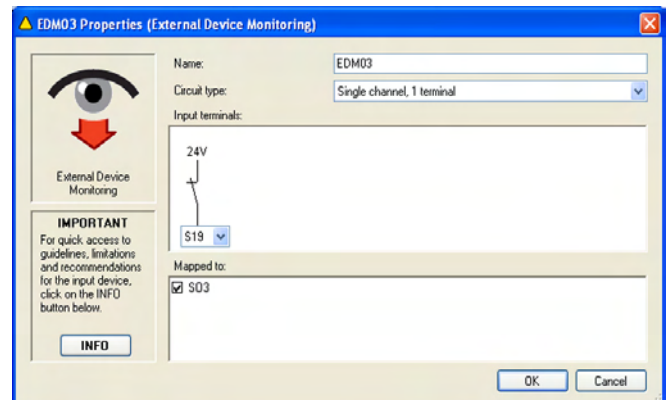 EDM03 Properties (External Device Monitoring)
External Device
Monitoring
IMPORTANT
For quick access to
guidelines, limitations
and recommendations
for the input device,
click on the INFO
button below.
INFO
Name:
EDM03
Circuit type:
Single channel, 1 terminal
Input terminals:
24V
S19
Mapped to:
SO3
OK
Cancel